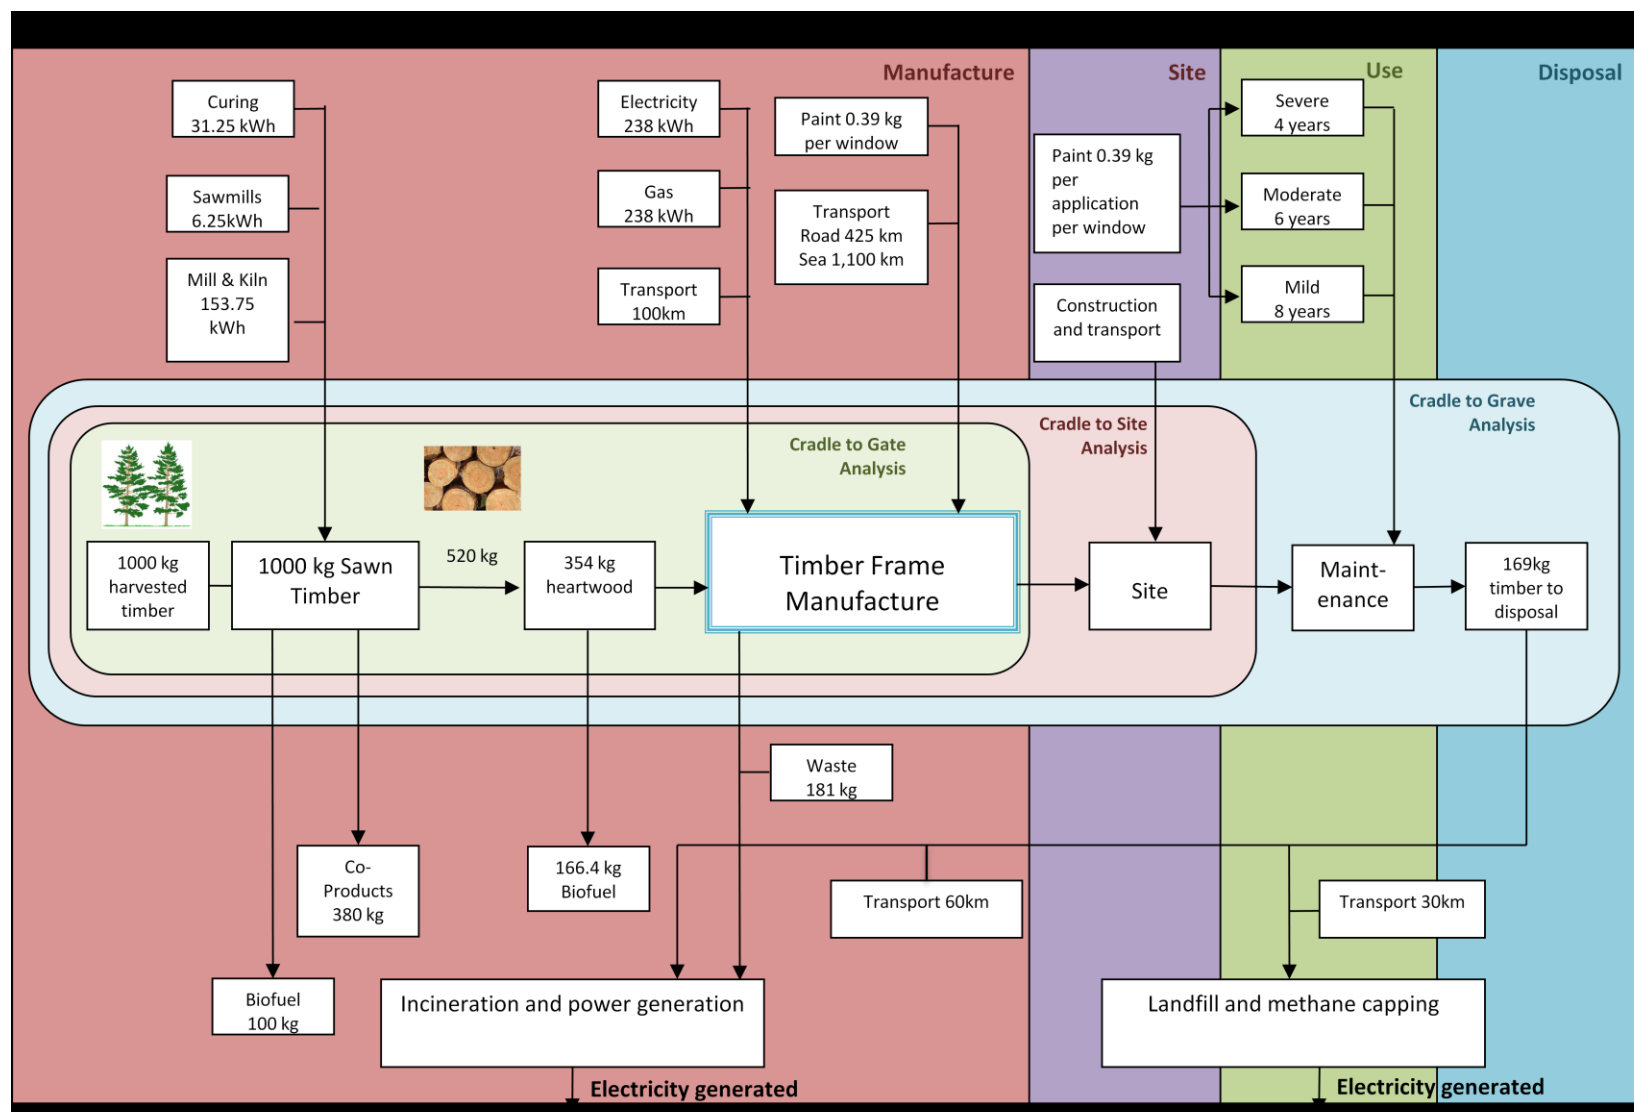 Manufacture
Site
Use
Disposal
Curing
31.25 kWh
Sawmills
6.25kWh
Mill & Kiln
153.75
kWh
Electricity
238 kWh
Gas
238 kWh
Transport
100km
Paint 0.39 kg
per window
Transport
Road 425 km
Sea 1,100 km
Paint 0.39 kg
per
application
per window
Construction
and transport
Severe
4 years
Moderate
6 years
Mild
8 years
Cradle to Grave
Analysis
Cradle to Site
Analysis
Cradle to Gate
Analysis
1000 kg
harvested
timber
1000 kg Sawn
Timber
520 kg
354 kg
heartwood
Timber Frame
Manufacture
Site
Maint-
enance
169kg
timber to
disposal
Waste
181 kg
Co-
Products
380 kg
166.4 kg
Biofuel
Transport 60km
Transport 30km
Biofuel
100 kg
Incineration and power generation
Landfill and methane capping
Electricity generated
Electricity generated